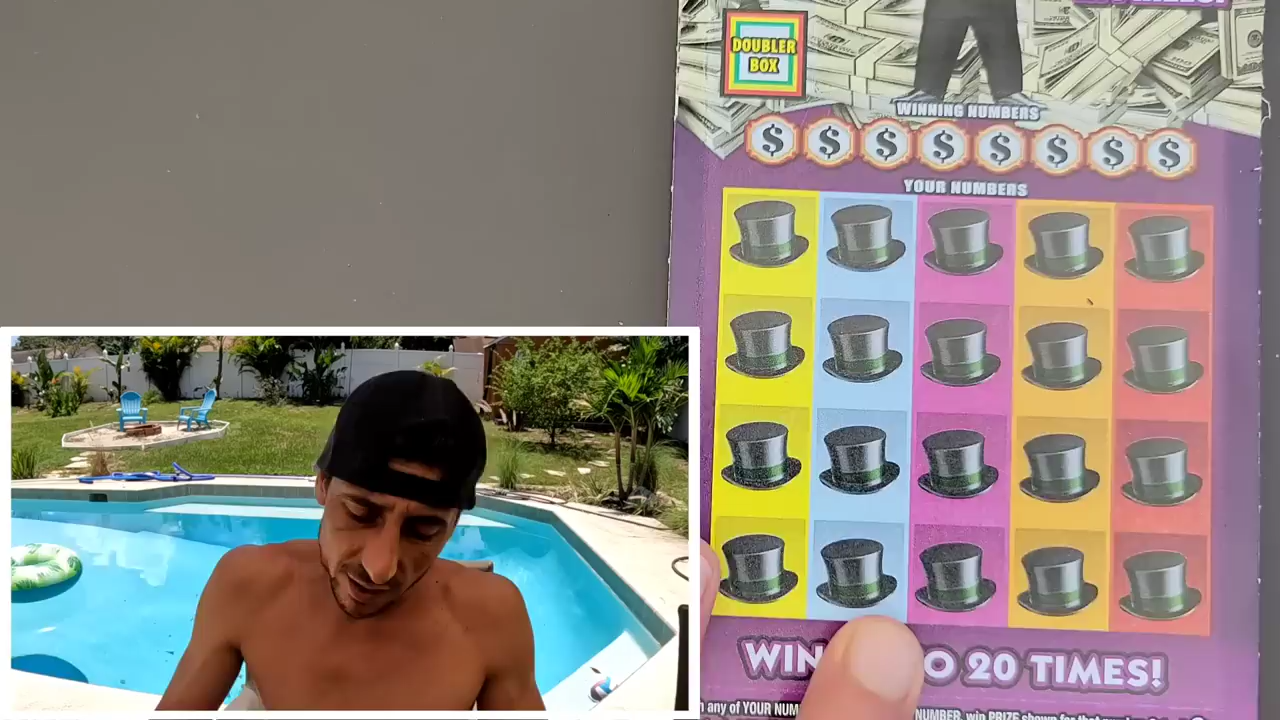 DOUBLER
BOX
WINNING NUMBERS
$ $ $ $ $ $ $ $
YOUR NUMBERS
WIN O 20 TIMES!
any of YOUR NUM NUMBER, win PRIZE shown for that